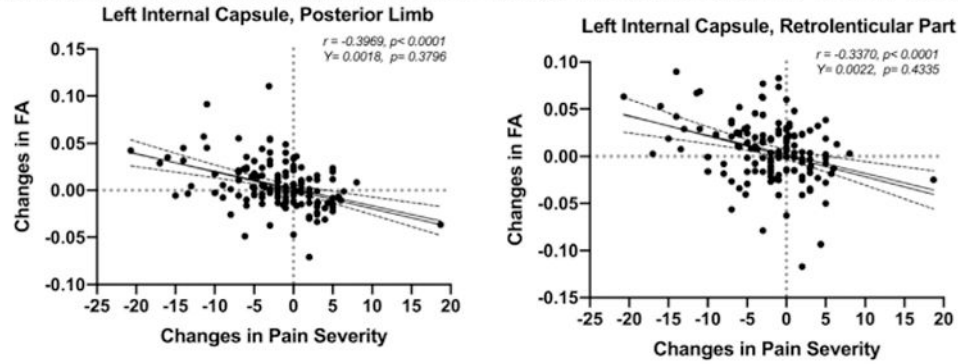 Left Internal Capsule, Posterior Limb
r = -0.3969, p< 0.0001
Y= 0.0018, p= 0.3796
0.15
0.10
0.05
0.00
-0.05
-0.10
Changes in FA
-25 -20 -15 -10 -5 0 5 10 15 20
Changes in Pain Severity
Left Internal Capsule, Retrolenticular Part
r = -0.3370, p< 0.0001
Y= 0.0022, p= 0.4335
0.10
0.05
0.00
-0.05
-0.10
-0.15
Changes in FA
-25 -20 -15 -10 -5 0 5 10 15 20
Changes in Pain Severity